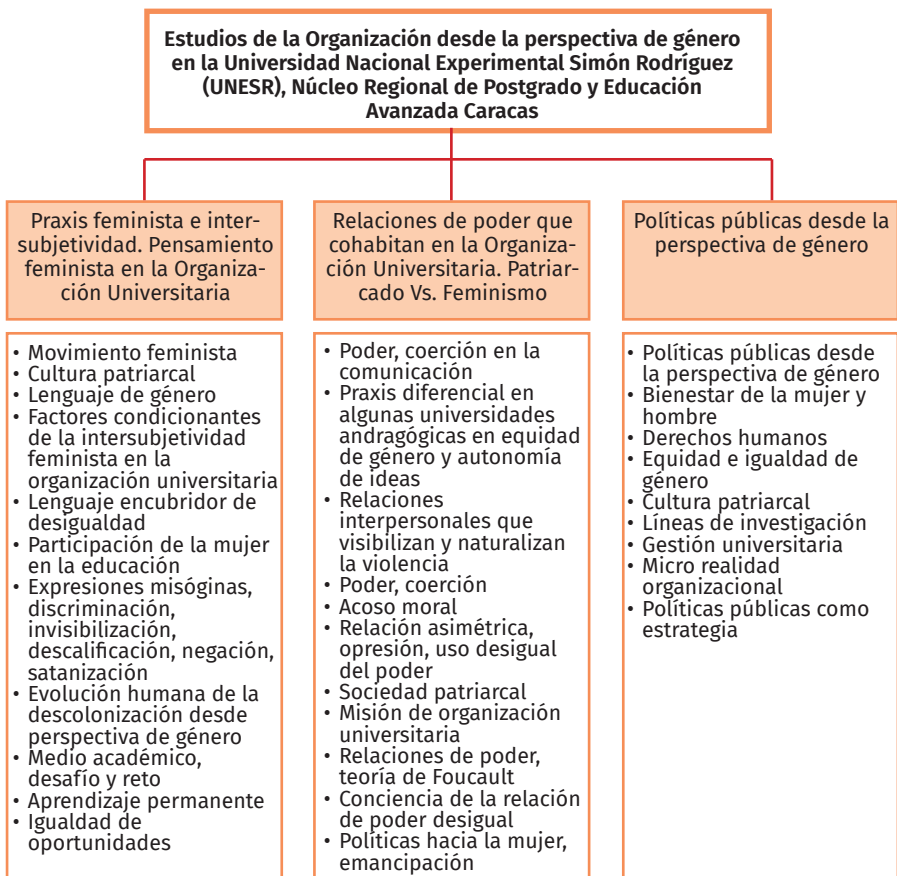 Estudios de la Organización desde la perspectiva de género
en la Universidad Nacional Experimental Simón Rodríguez
(UNESR), Núcleo Regional de Postgrado y Educación
Avanzada Caracas
Praxis feminista e inter-
subjetividad. Pensamiento
feminista en la Organiza-
ción Universitaria
• Movimiento feminista
• Cultura patriarcal
• Lenguaje de género
• Factores condicionantes
de la intersubjetividad
feminista en la
organización universitaria
• Lenguaje encubridor de
desigualdad
• Participación de la mujer
en la educación
• Expresiones misóginas,
discriminación,
invisibilización,
descalificación, negación,
satanización
• Evolución humana de la
descolonización desde
perspectiva de género
• Medio académico,
desafío y reto
• Aprendizaje permanente
• Igualdad de
oportunidades
Relaciones de poder que
cohabitan en la Organiza-
ción Universitaria. Patriar-
cado Vs. Feminismo
• Poder, coerción en la
comunicación
• Praxis diferencial en
algunas universidades
andragógicas en equidad
de género y autonomía
de ideas
• Relaciones
interpersonales que
visibilizan y naturalizan
la violencia
• Poder, coerción
• Acoso moral
• Relación asimétrica,
opresión, uso desigual
del poder
• Sociedad patriarcal
• Misión de organización
universitaria
• Relaciones de poder,
teoría de Foucault
• Conciencia de la relación
de poder desigual
• Políticas hacia la mujer,
emancipación
Políticas públicas desde la
perspectiva de género
• Políticas públicas desde
la perspectiva de género
• Bienestar de la mujer y
hombre
• Derechos humanos
• Equidad e igualdad de
género
• Cultura patriarcal
• Líneas de investigación
• Gestión universitaria
• Micro realidad
organizacional
• Políticas públicas como
estrategia